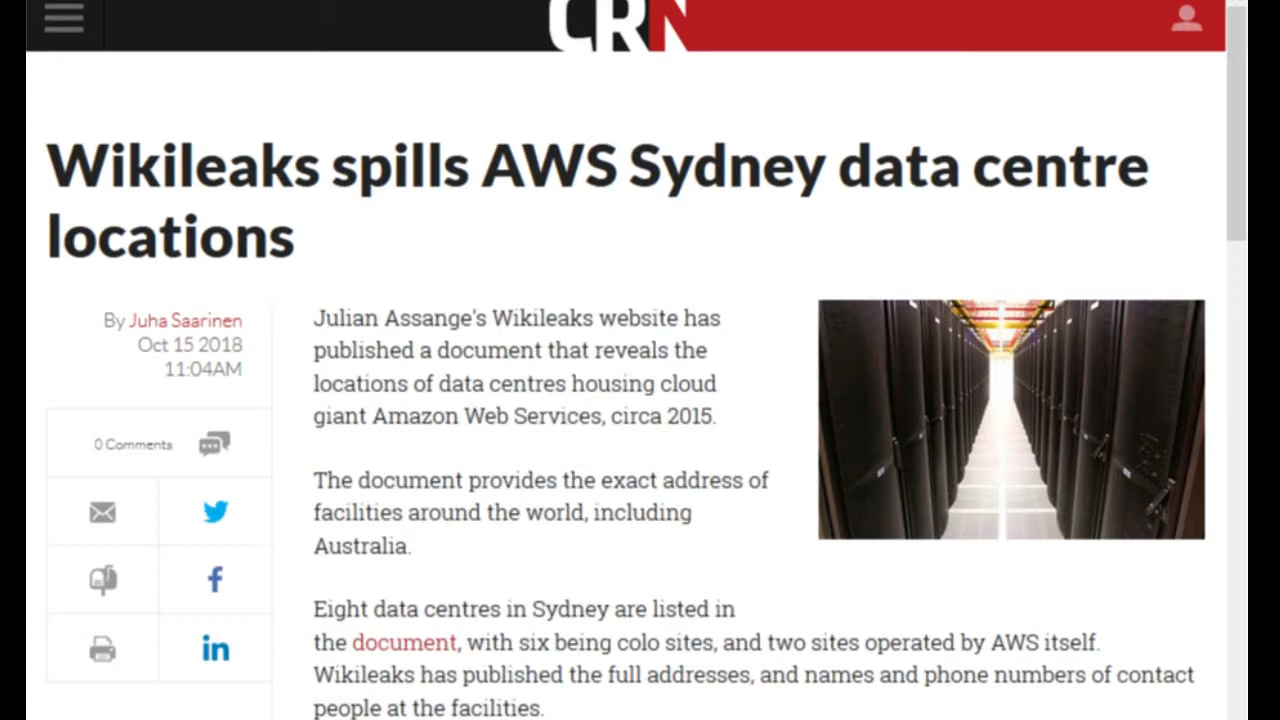 CRN
Wikileaks spills AWS Sydney data centre
locations
By Juha Saarinen
Oct 15 2018
11:04AM
0 Comments
Julian Assange's Wikileaks website has
published a document that reveals the
locations of data centres housing cloud
giant Amazon Web Services, circa 2015.
The document provides the exact address of
facilities around the world, including
Australia.
Eight data centres in Sydney are listed in
the document, with six being colo sites, and two sites operated by AWS itself.
Wikileaks has published the full addresses, and names and phone numbers of contact
people at the facilities.